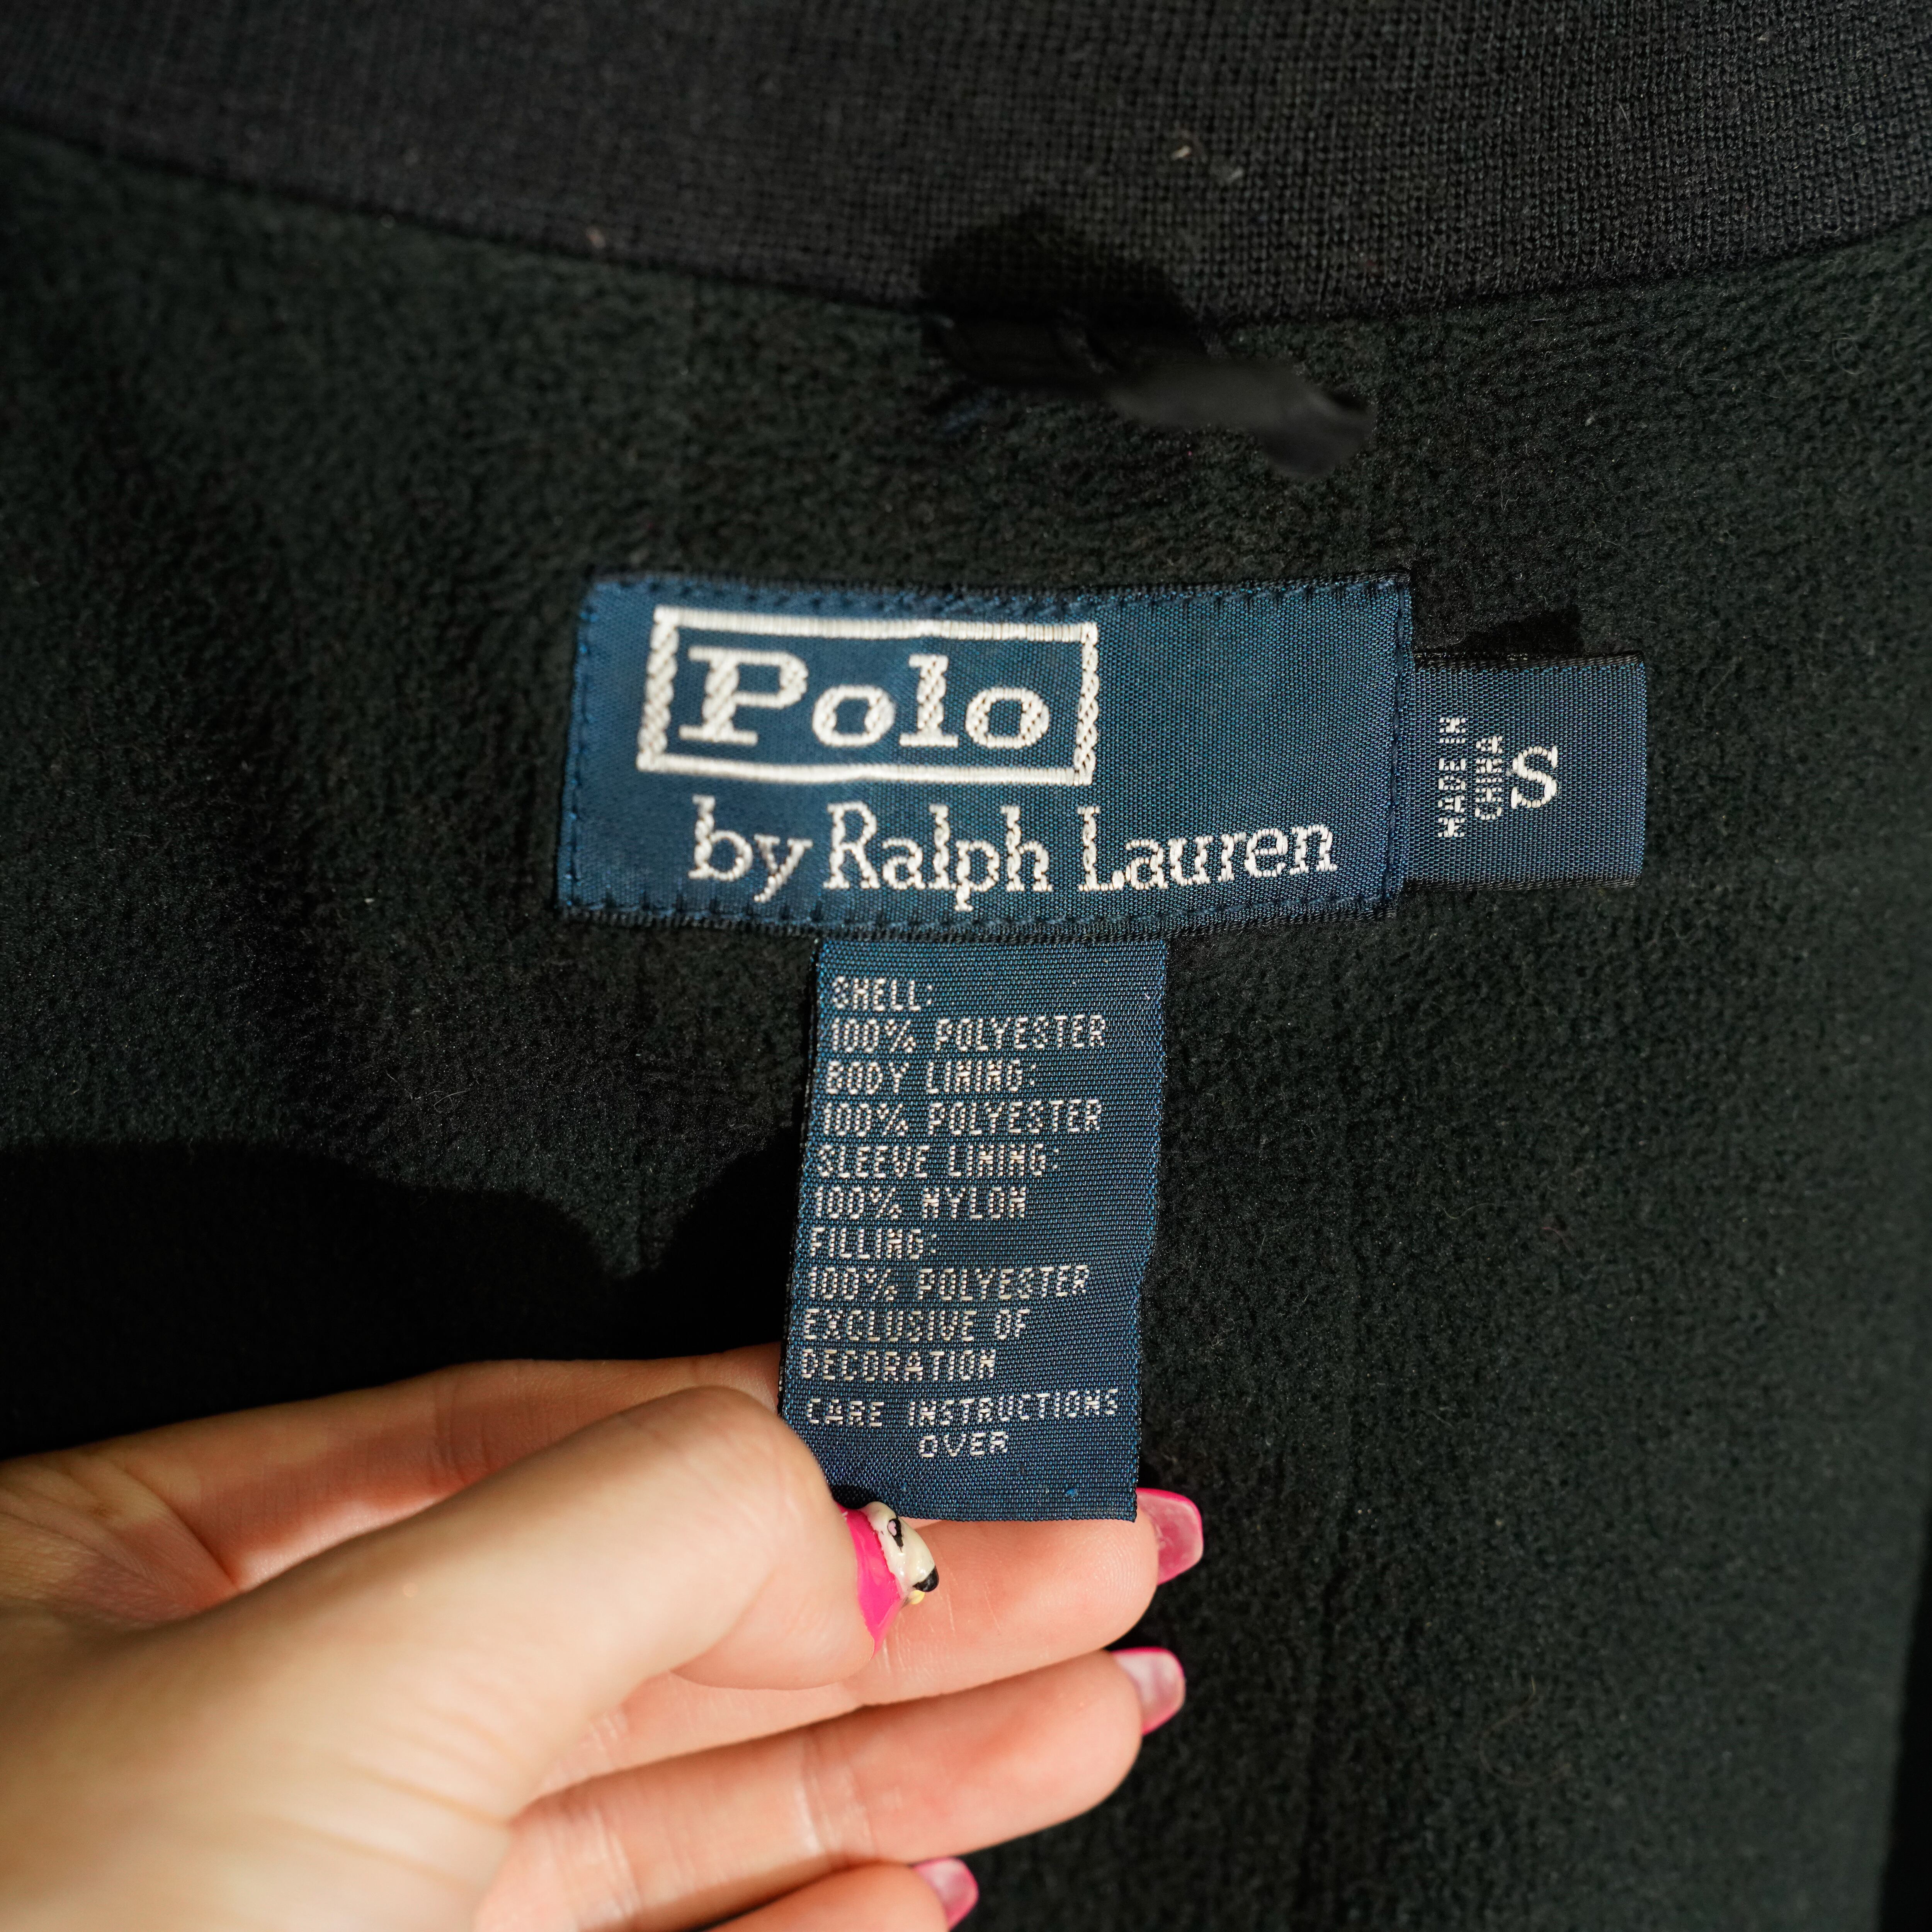 Polo
by Ralph Lauren
MADE IN
CHINA
S
SHELL:
100% POLYESTER
BODY LINING:
100% POLYESTER
SLEEVE LINING:
100% NYLON
FILLING:
100% POLYESTER
EXCLUSIVE OF
DECORATION
CARE INSTRUCTIONS
OVER